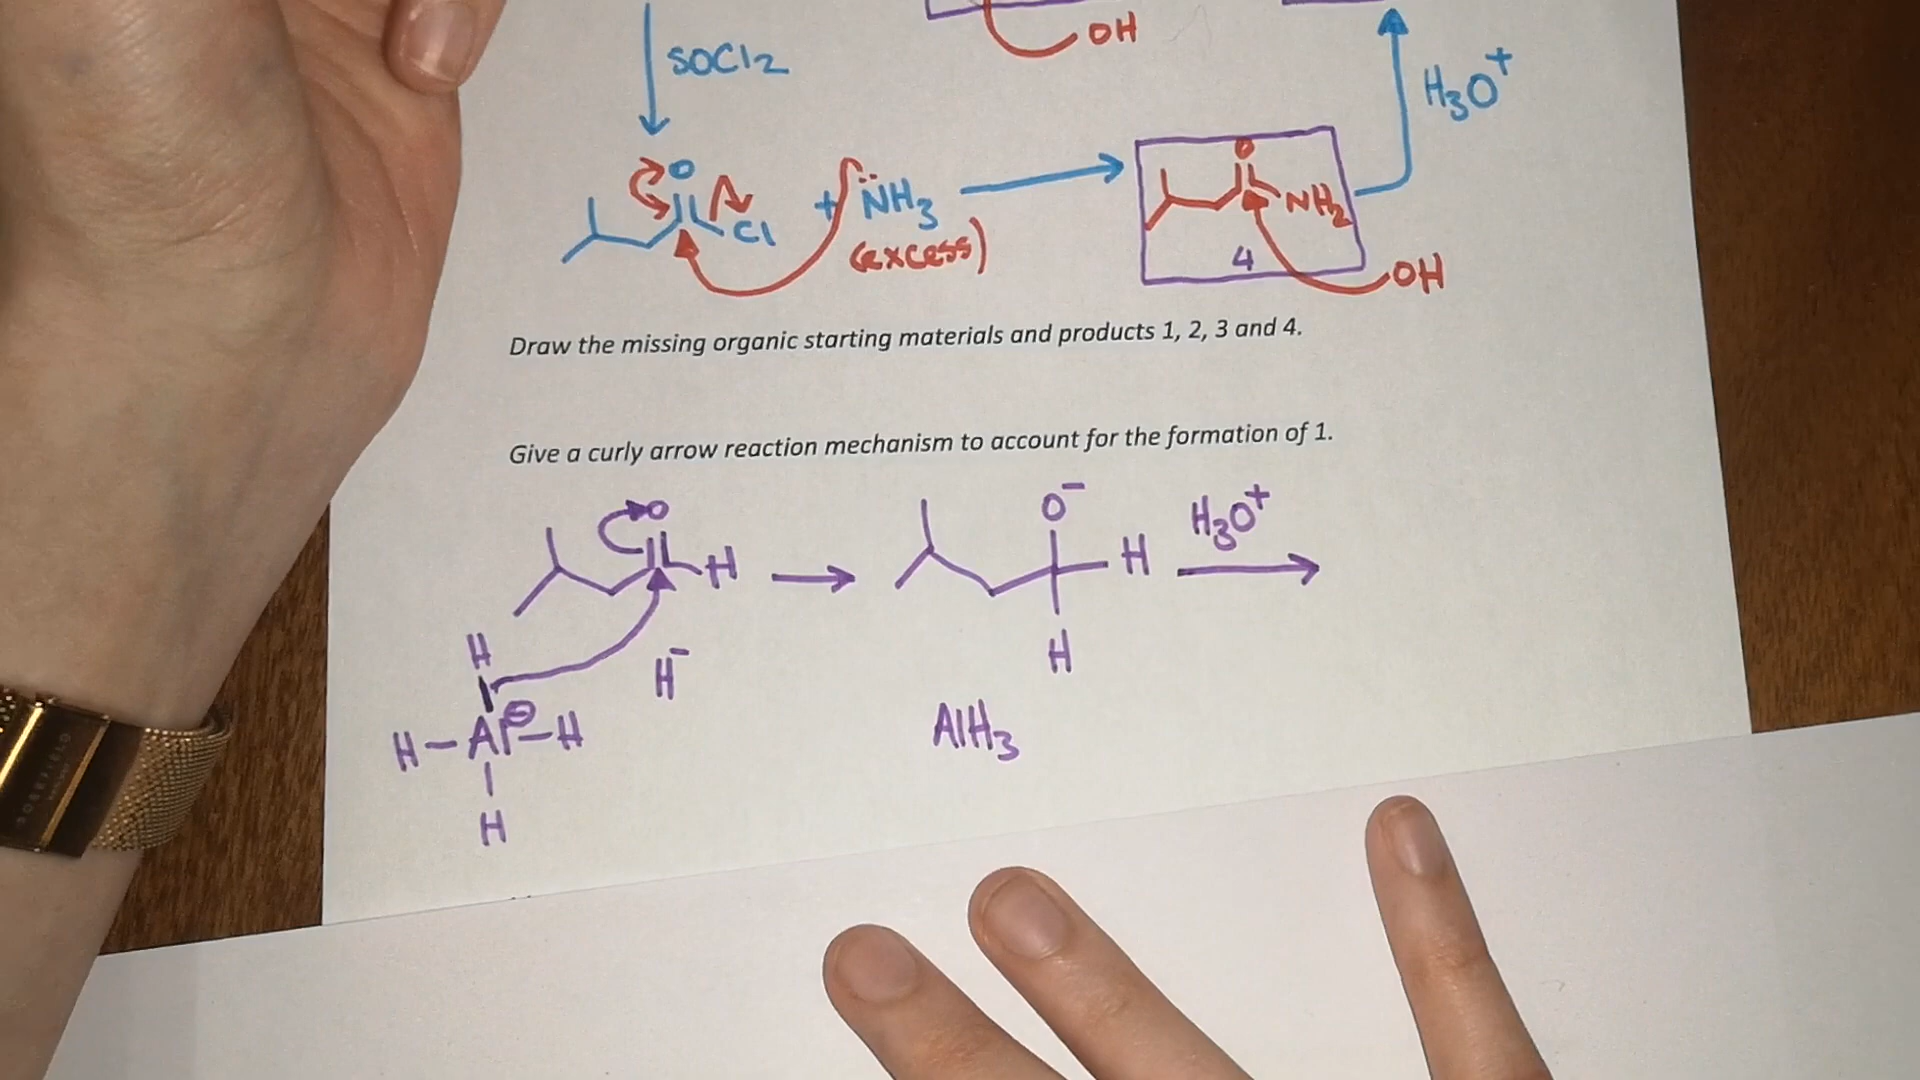 OH
SOCl2
H3O+
O
Cl
+ :NH3
(excess)
O
NH2
4
OH
Draw the missing organic starting materials and products 1, 2, 3 and 4.
Give a curly arrow reaction mechanism to account for the formation of 1.
O
H
O-
H
H
H3O+
H
H-
H-Al⊖-H
H
AlH3